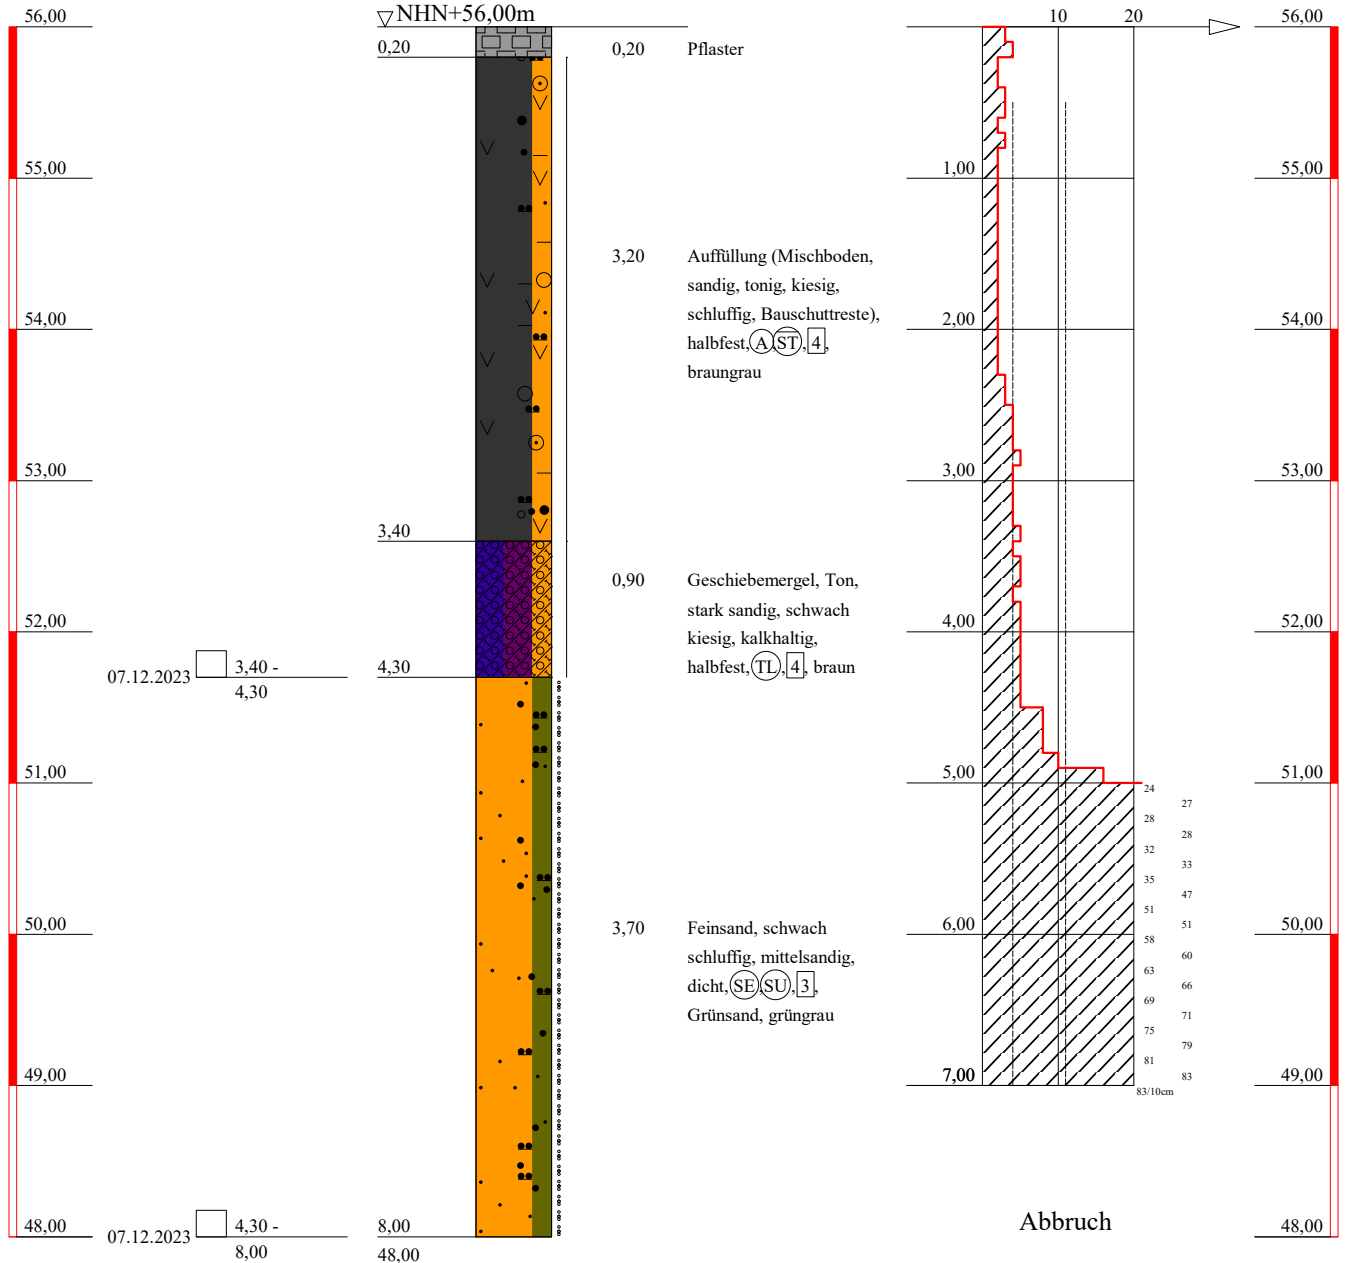 56,00
NHN+56,00m
10 20
56,00
0,20
0,20 Pflaster
55,00
1,00
55,00
3,20 Auffüllung (Mischboden,
sandig, tonig, kiesig,
schluffig, Bauschuttreste),
halbfest, A, ST, 4,
braungrau
54,00
2,00
54,00
53,00
3,00
53,00
3,40
0,90 Geschiebemergel, Ton,
stark sandig, schwach
kiesig, kalkhaltig,
halbfest, TL, 4, braun
52,00
4,00
52,00
07.12.2023 3,40 -
4,30
4,30
51,00
5,00
51,00
24
27
28
28
32
33
35
47
51
51
58
60
63
66
69
71
75
79
81
83
83/10cm
50,00
6,00
50,00
3,70 Feinsand, schwach
schluffig, mittelsandig,
dicht, SE, SU, 3,
Grünsand, grüngrau
49,00
7,00
49,00
Abbruch
48,00
07.12.2023 4,30 -
8,00
8,00
48,00
48,00